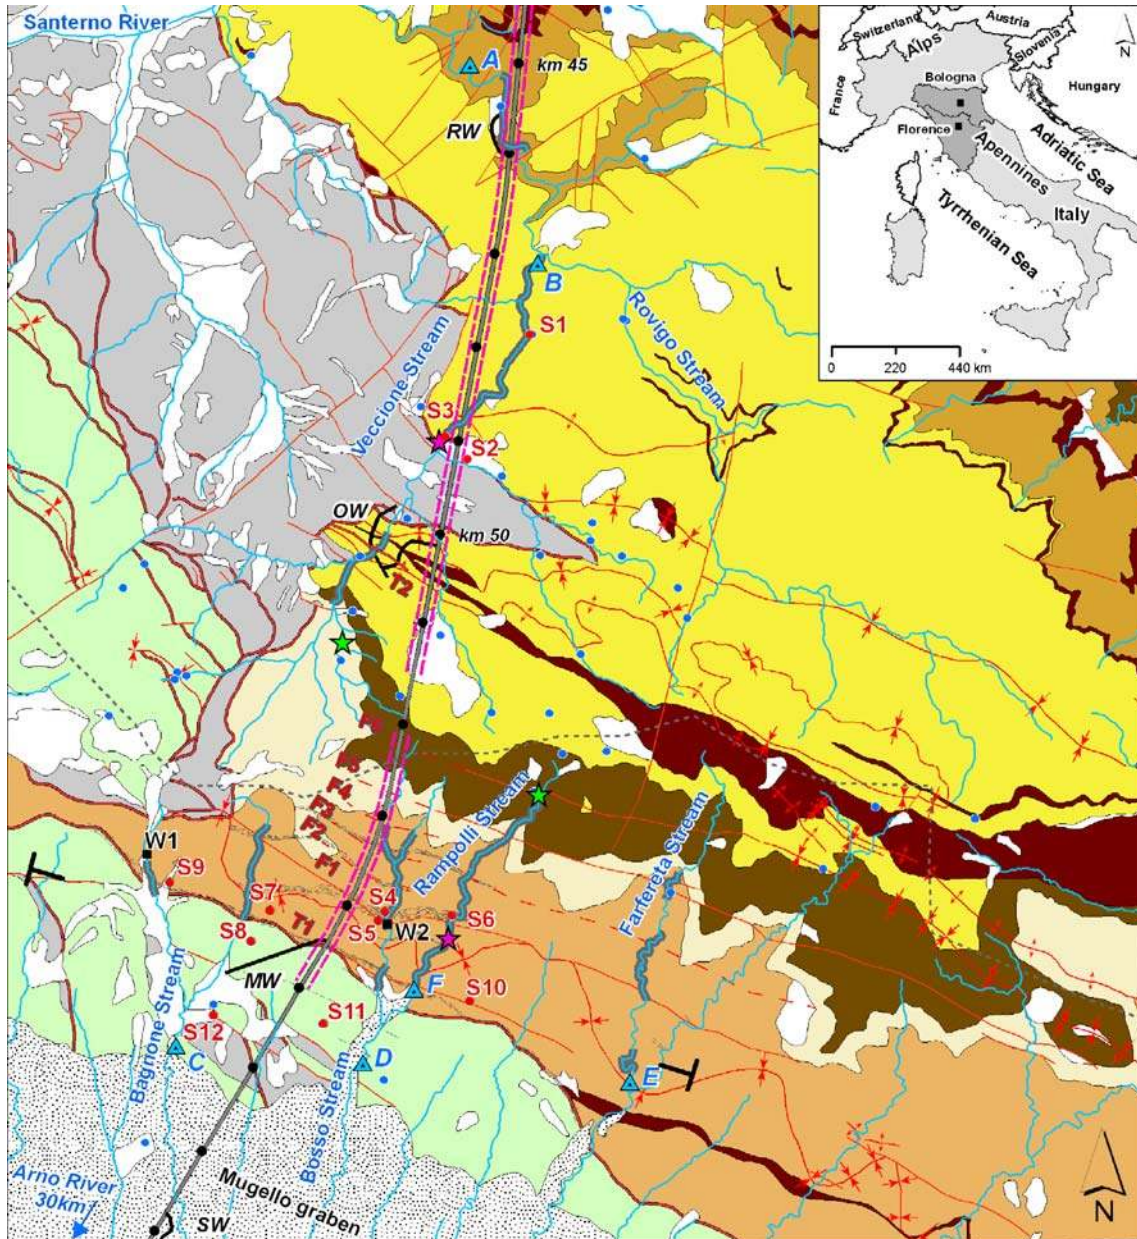 Santerno River
A
km 45
RW
B
S1
Rovigo Stream
Veccione Stream
S3
S2
OW
km 50
T2
F5
F4
F3
F2
F1
Rampolli Stream
Farfereta Stream
W1
S9
S7
S4
S6
T1
S5
W2
S8
MW
F
S10
Bagnone Stream
S11
S12
C
D
E
Bosso Stream
Arno River
30km
Mugello graben
SW
N
Switzerland
Austria
Slovenia
Alps
N
France
Bologna
Hungary
Florence
Adriatic Sea
Apennines
Italy
Tyrrhenian Sea
0 220 440 km